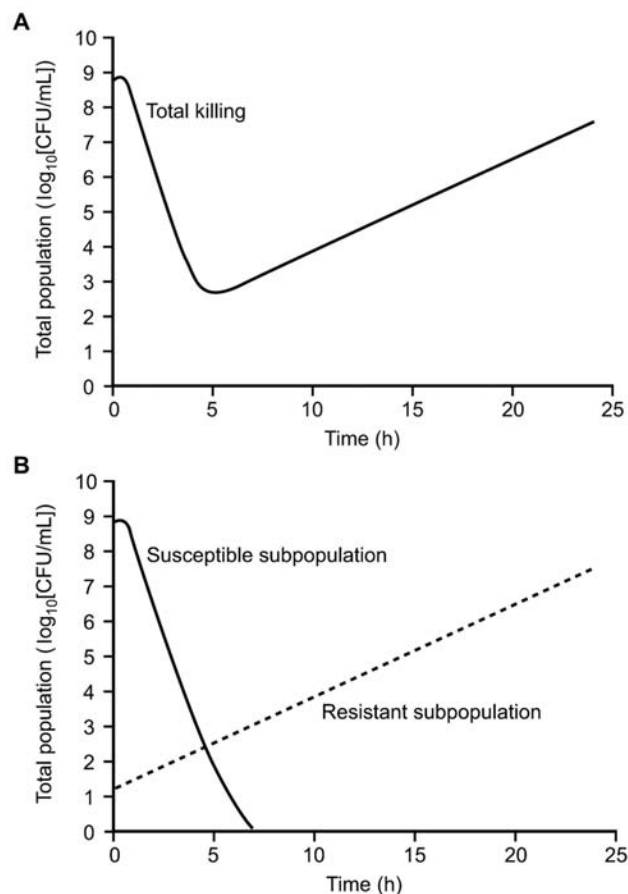 A
Total population (log₁₀[CFU/mL])
10
9
8
7
6
5
4
3
2
1
0
Total killing
0 5 10 15 20 25
Time (h)
B
Total population (log₁₀[CFU/mL])
10
9
8
7
6
5
4
3
2
1
0
Susceptible subpopulation
Resistant subpopulation
0 5 10 15 20 25
Time (h)